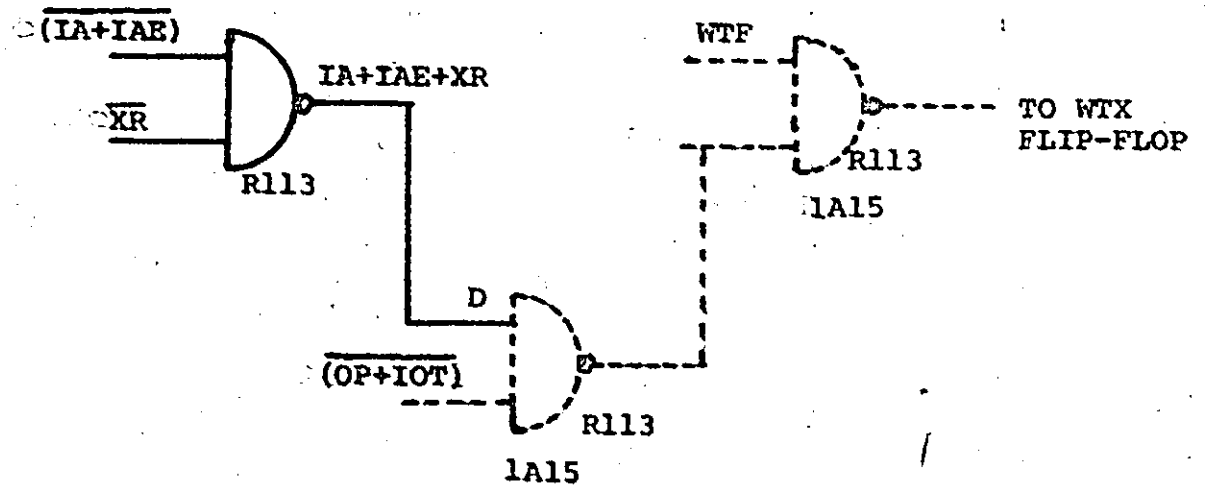 (IA+IAE)
WTF
IA+IAE+XR
XR
TO WTX
FLIP-FLOP
R113
R113
1A15
D
(OP+IOT)
R113
1A15